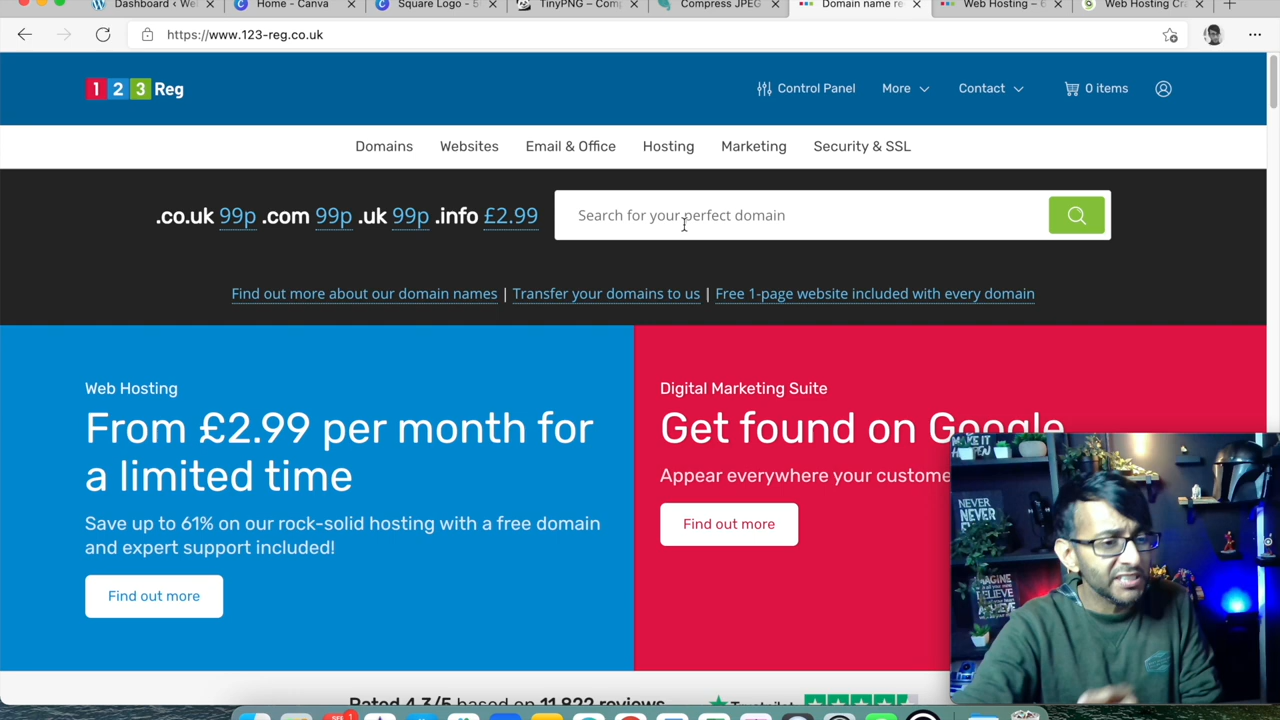 Dashboard ‹ We
Home - Canva
Square Logo - 5
TinyPNG – Com
Compress JPEG
Domain name re
Web Hosting – 6
Web Hosting Cr
https://www.123-reg.co.uk
1 2 3 Reg
Control Panel
More
Contact
0 items
Domains
Websites
Email & Office
Hosting
Marketing
Security & SSL
.co.uk 99p .com 99p .uk 99p .info £2.99
Search for your perfect domain
Find out more about our domain names | Transfer your domains to us | Free 1-page website included with every domain
Web Hosting
From £2.99 per month for
a limited time
Save up to 61% on our rock-solid hosting with a free domain
and expert support included!
Find out more
Digital Marketing Suite
Get found on Google
Appear everywhere your custome
Find out more
MAKE IT
HAPPEN
NEVER
NEVER
IMAGINE
BELIEVE
ACHIEVE
Rated 4.3/5 based on 11,822 reviews
Trustpilot